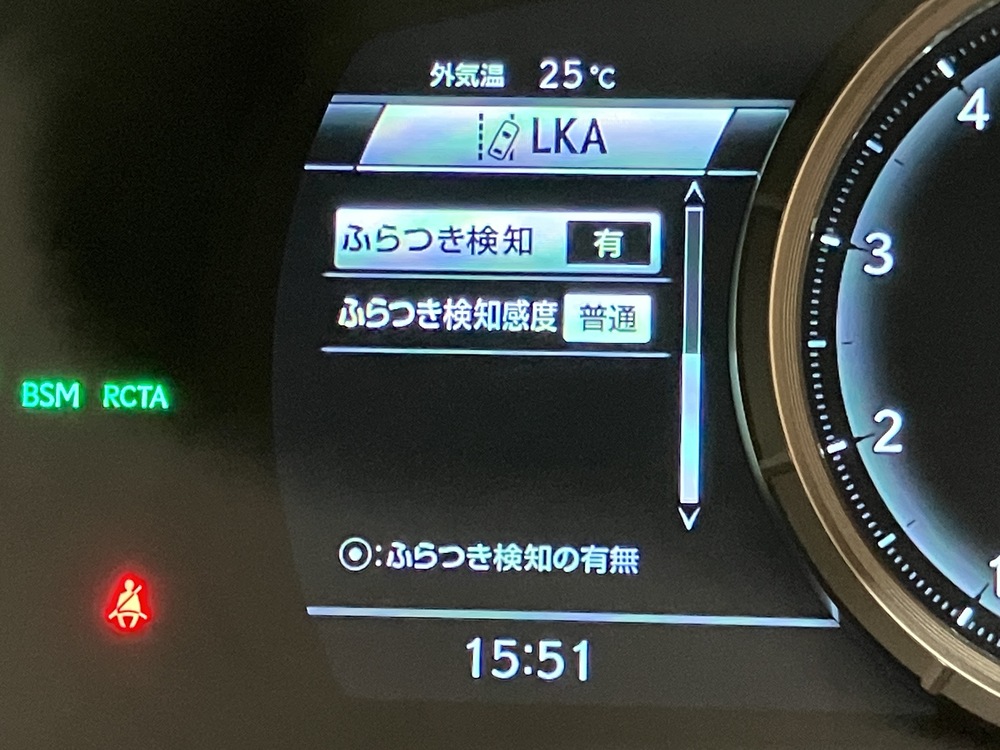 外気温 25℃
LKA
ふらつき検知 有
ふらつき検知感度 普通
BSM RCTA
⦿:ふらつき検知の有無
15:51
4
3
2
1